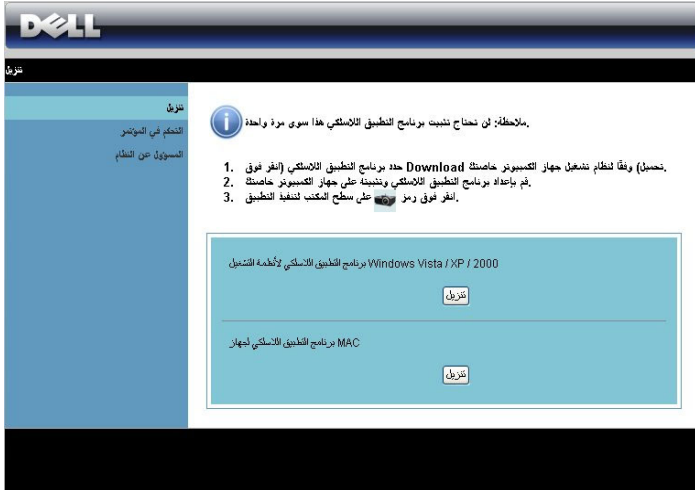 DELL
تنزيل
تنزيل
التحكم في المؤتمر
المسؤول عن النظام
ملاحظة: لن تحتاج تثبيت برنامج التطبيق اللاسلكي هذا سوى مرة واحدة.
1. حدد برنامج التطبيق اللاسلكي (انقر فوق Download تحميل) وفقًا لنظام تشغيل جهاز الكمبيوتر خاصتك.
2. قم بإعداد برنامج التطبيق اللاسلكي وتثبيته على جهاز الكمبيوتر خاصتك.
3. انقر فوق رمز على سطح المكتب لتنفيذ التطبيق.
برنامج التطبيق اللاسلكي لأنظمة التشغيل Windows Vista / XP / 2000
تنزيل
برنامج التطبيق اللاسلكي لجهاز MAC
تنزيل